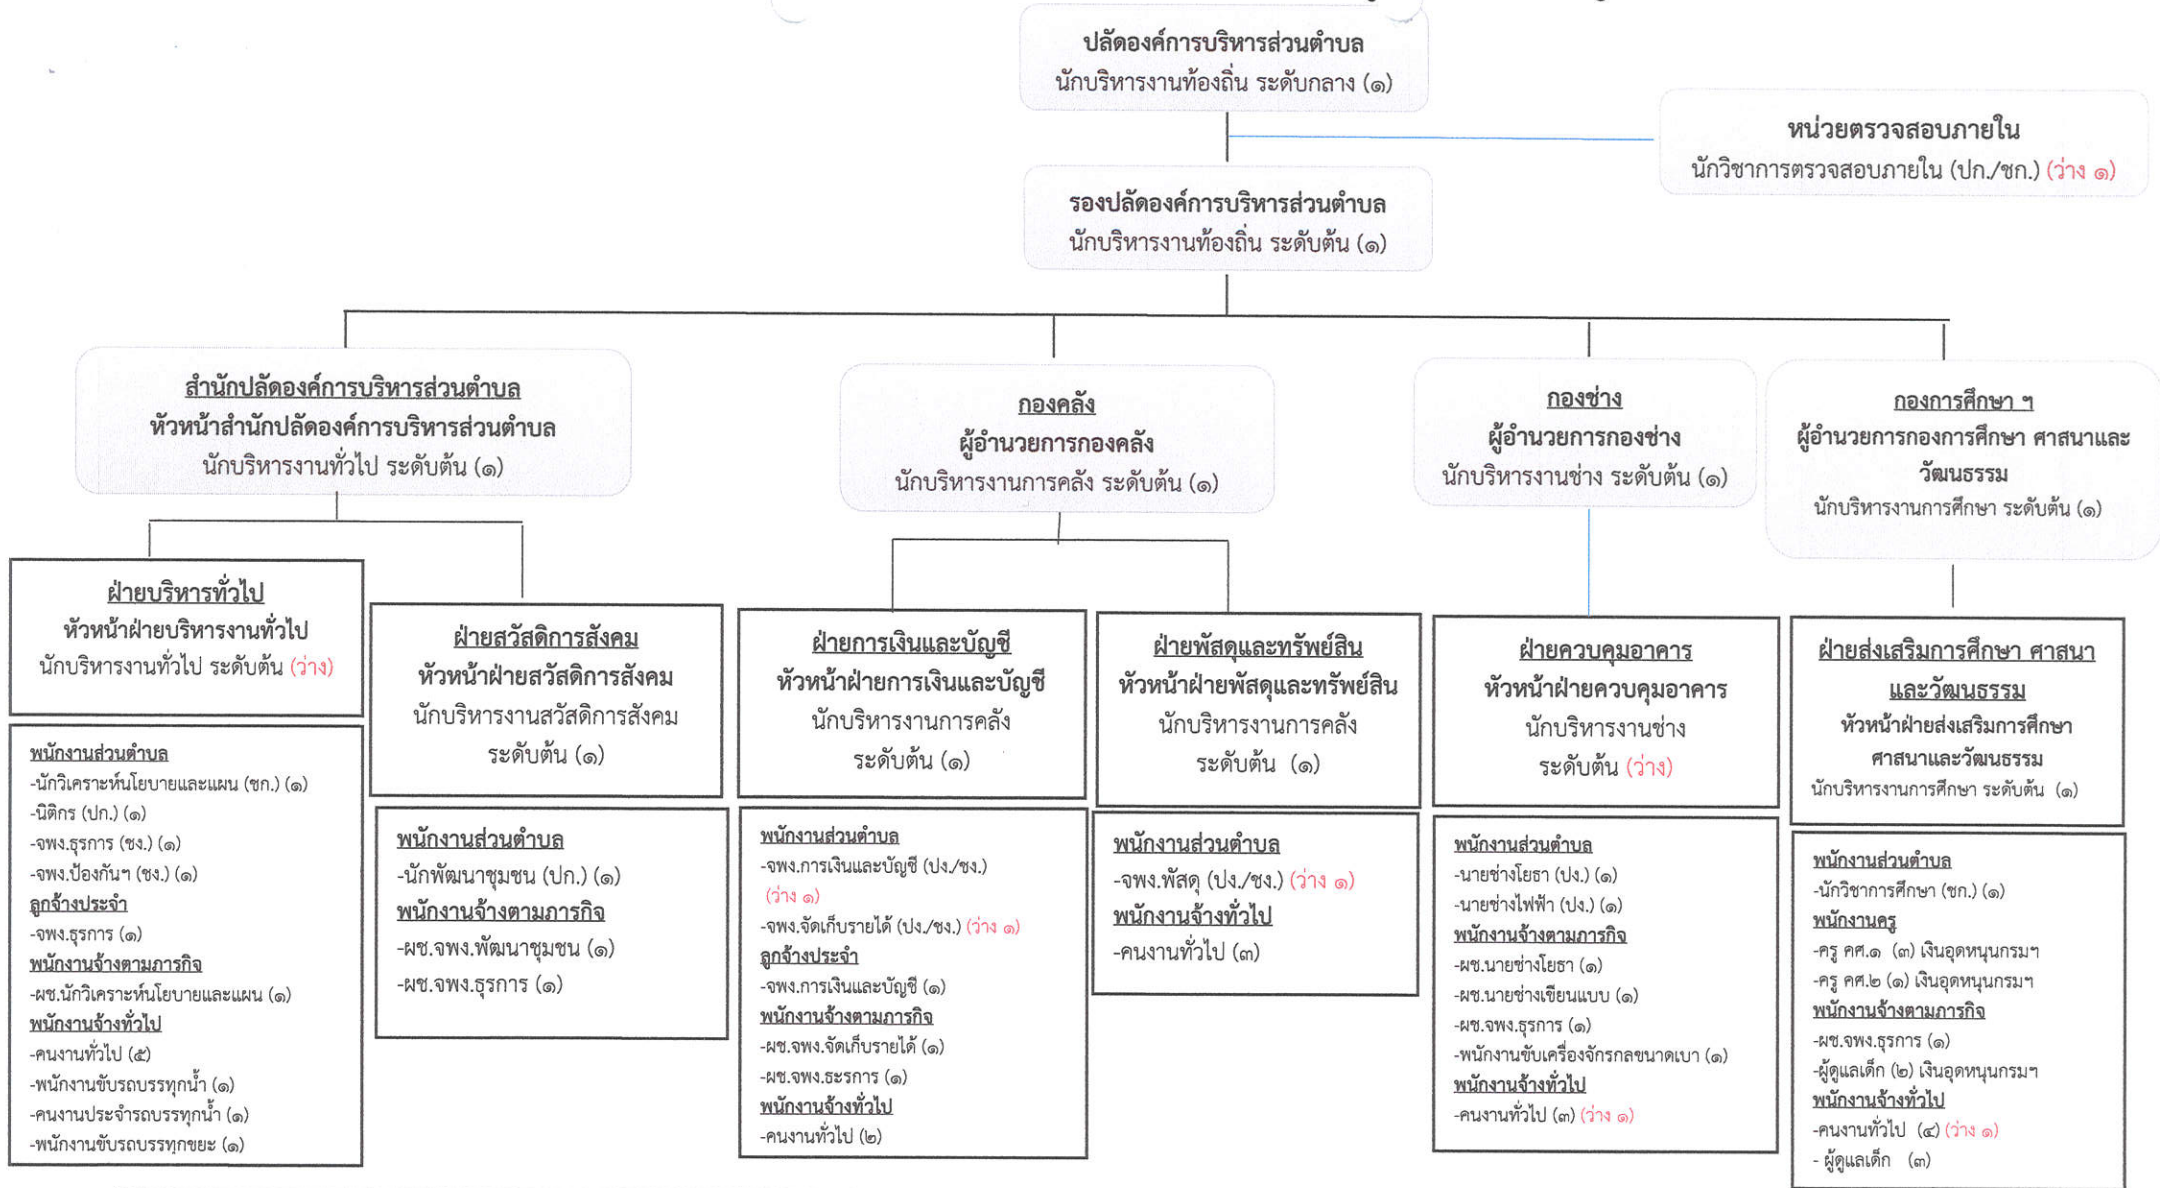 ปลัดองค์การบริหารส่วนตำบล
นักบริหารงานท้องถิ่น ระดับกลาง (๑)
หน่วยตรวจสอบภายใน
นักวิชาการตรวจสอบภายใน (ปก./ชก.) (ว่าง ๑)
รองปลัดองค์การบริหารส่วนตำบล
นักบริหารงานท้องถิ่น ระดับต้น (๑)
สำนักปลัดองค์การบริหารส่วนตำบล
หัวหน้าสำนักปลัดองค์การบริหารส่วนตำบล
นักบริหารงานทั่วไป ระดับต้น (๑)
กองคลัง
ผู้อำนวยการกองคลัง
นักบริหารงานการคลัง ระดับต้น (๑)
กองช่าง
ผู้อำนวยการกองช่าง
นักบริหารงานช่าง ระดับต้น (๑)
กองการศึกษา ฯ
ผู้อำนวยการกองการศึกษา ศาสนาและ
วัฒนธรรม
นักบริหารงานการศึกษา ระดับต้น (๑)
ฝ่ายบริหารทั่วไป
หัวหน้าฝ่ายบริหารงานทั่วไป
นักบริหารงานทั่วไป ระดับต้น (ว่าง)
พนักงานส่วนตำบล
-นักวิเคราะห์นโยบายและแผน (ชก.) (๑)
-นิติกร (ปก.) (๑)
-จพง.ธุรการ (ชง.) (๑)
-จพง.ป้องกันฯ (ชง.) (๑)
ลูกจ้างประจำ
-จพง.ธุรการ (๑)
พนักงานจ้างตามภารกิจ
-ผช.นักวิเคราะห์นโยบายและแผน (๑)
พนักงานจ้างทั่วไป
-คนงานทั่วไป (๕)
-พนักงานขับรถบรรทุกน้ำ (๑)
-คนงานประจำรถบรรทุกน้ำ (๑)
-พนักงานขับรถบรรทุกขยะ (๑)
ฝ่ายสวัสดิการสังคม
หัวหน้าฝ่ายสวัสดิการสังคม
นักบริหารงานสวัสดิการสังคม
ระดับต้น (๑)
พนักงานส่วนตำบล
-นักพัฒนาชุมชน (ปก.) (๑)
พนักงานจ้างตามภารกิจ
-ผช.จพง.พัฒนาชุมชน (๑)
-ผช.จพง.ธุรการ (๑)
ฝ่ายการเงินและบัญชี
หัวหน้าฝ่ายการเงินและบัญชี
นักบริหารงานการคลัง
ระดับต้น (๑)
พนักงานส่วนตำบล
-จพง.การเงินและบัญชี (ปง./ชง.)
(ว่าง ๑)
-จพง.จัดเก็บรายได้ (ปง./ชง.) (ว่าง ๑)
ลูกจ้างประจำ
-จพง.การเงินและบัญชี (๑)
พนักงานจ้างตามภารกิจ
-ผช.จพง.จัดเก็บรายได้ (๑)
-ผช.จพง.ธะรการ (๑)
พนักงานจ้างทั่วไป
-คนงานทั่วไป (๒)
ฝ่ายพัสดุและทรัพย์สิน
หัวหน้าฝ่ายพัสดุและทรัพย์สิน
นักบริหารงานการคลัง
ระดับต้น (๑)
พนักงานส่วนตำบล
-จพง.พัสดุ (ปง./ชง.) (ว่าง ๑)
พนักงานจ้างทั่วไป
-คนงานทั่วไป (๓)
ฝ่ายควบคุมอาคาร
หัวหน้าฝ่ายควบคุมอาคาร
นักบริหารงานช่าง
ระดับต้น (ว่าง)
พนักงานส่วนตำบล
-นายช่างโยธา (ปง.) (๑)
-นายช่างไฟฟ้า (ปง.) (๑)
พนักงานจ้างตามภารกิจ
-ผช.นายช่างโยธา (๑)
-ผช.นายช่างเขียนแบบ (๑)
-ผช.จพง.ธุรการ (๑)
-พนักงานขับเครื่องจักรกลขนาดเบา (๑)
พนักงานจ้างทั่วไป
-คนงานทั่วไป (๓) (ว่าง ๑)
ฝ่ายส่งเสริมการศึกษา ศาสนา
และวัฒนธรรม
หัวหน้าฝ่ายส่งเสริมการศึกษา
ศาสนาและวัฒนธรรม
นักบริหารงานการศึกษา ระดับต้น (๑)
พนักงานส่วนตำบล
-นักวิชาการศึกษา (ชก.) (๑)
พนักงานครู
-ครู คศ.๑ (๓) เงินอุดหนุนกรมฯ
-ครู คศ.๒ (๑) เงินอุดหนุนกรมฯ
พนักงานจ้างตามภารกิจ
-ผช.จพง.ธุรการ (๑)
-ผู้ดูแลเด็ก (๒) เงินอุดหนุนกรมฯ
พนักงานจ้างทั่วไป
-คนงานทั่วไป (๔) (ว่าง ๑)
- ผู้ดูแลเด็ก (๓)